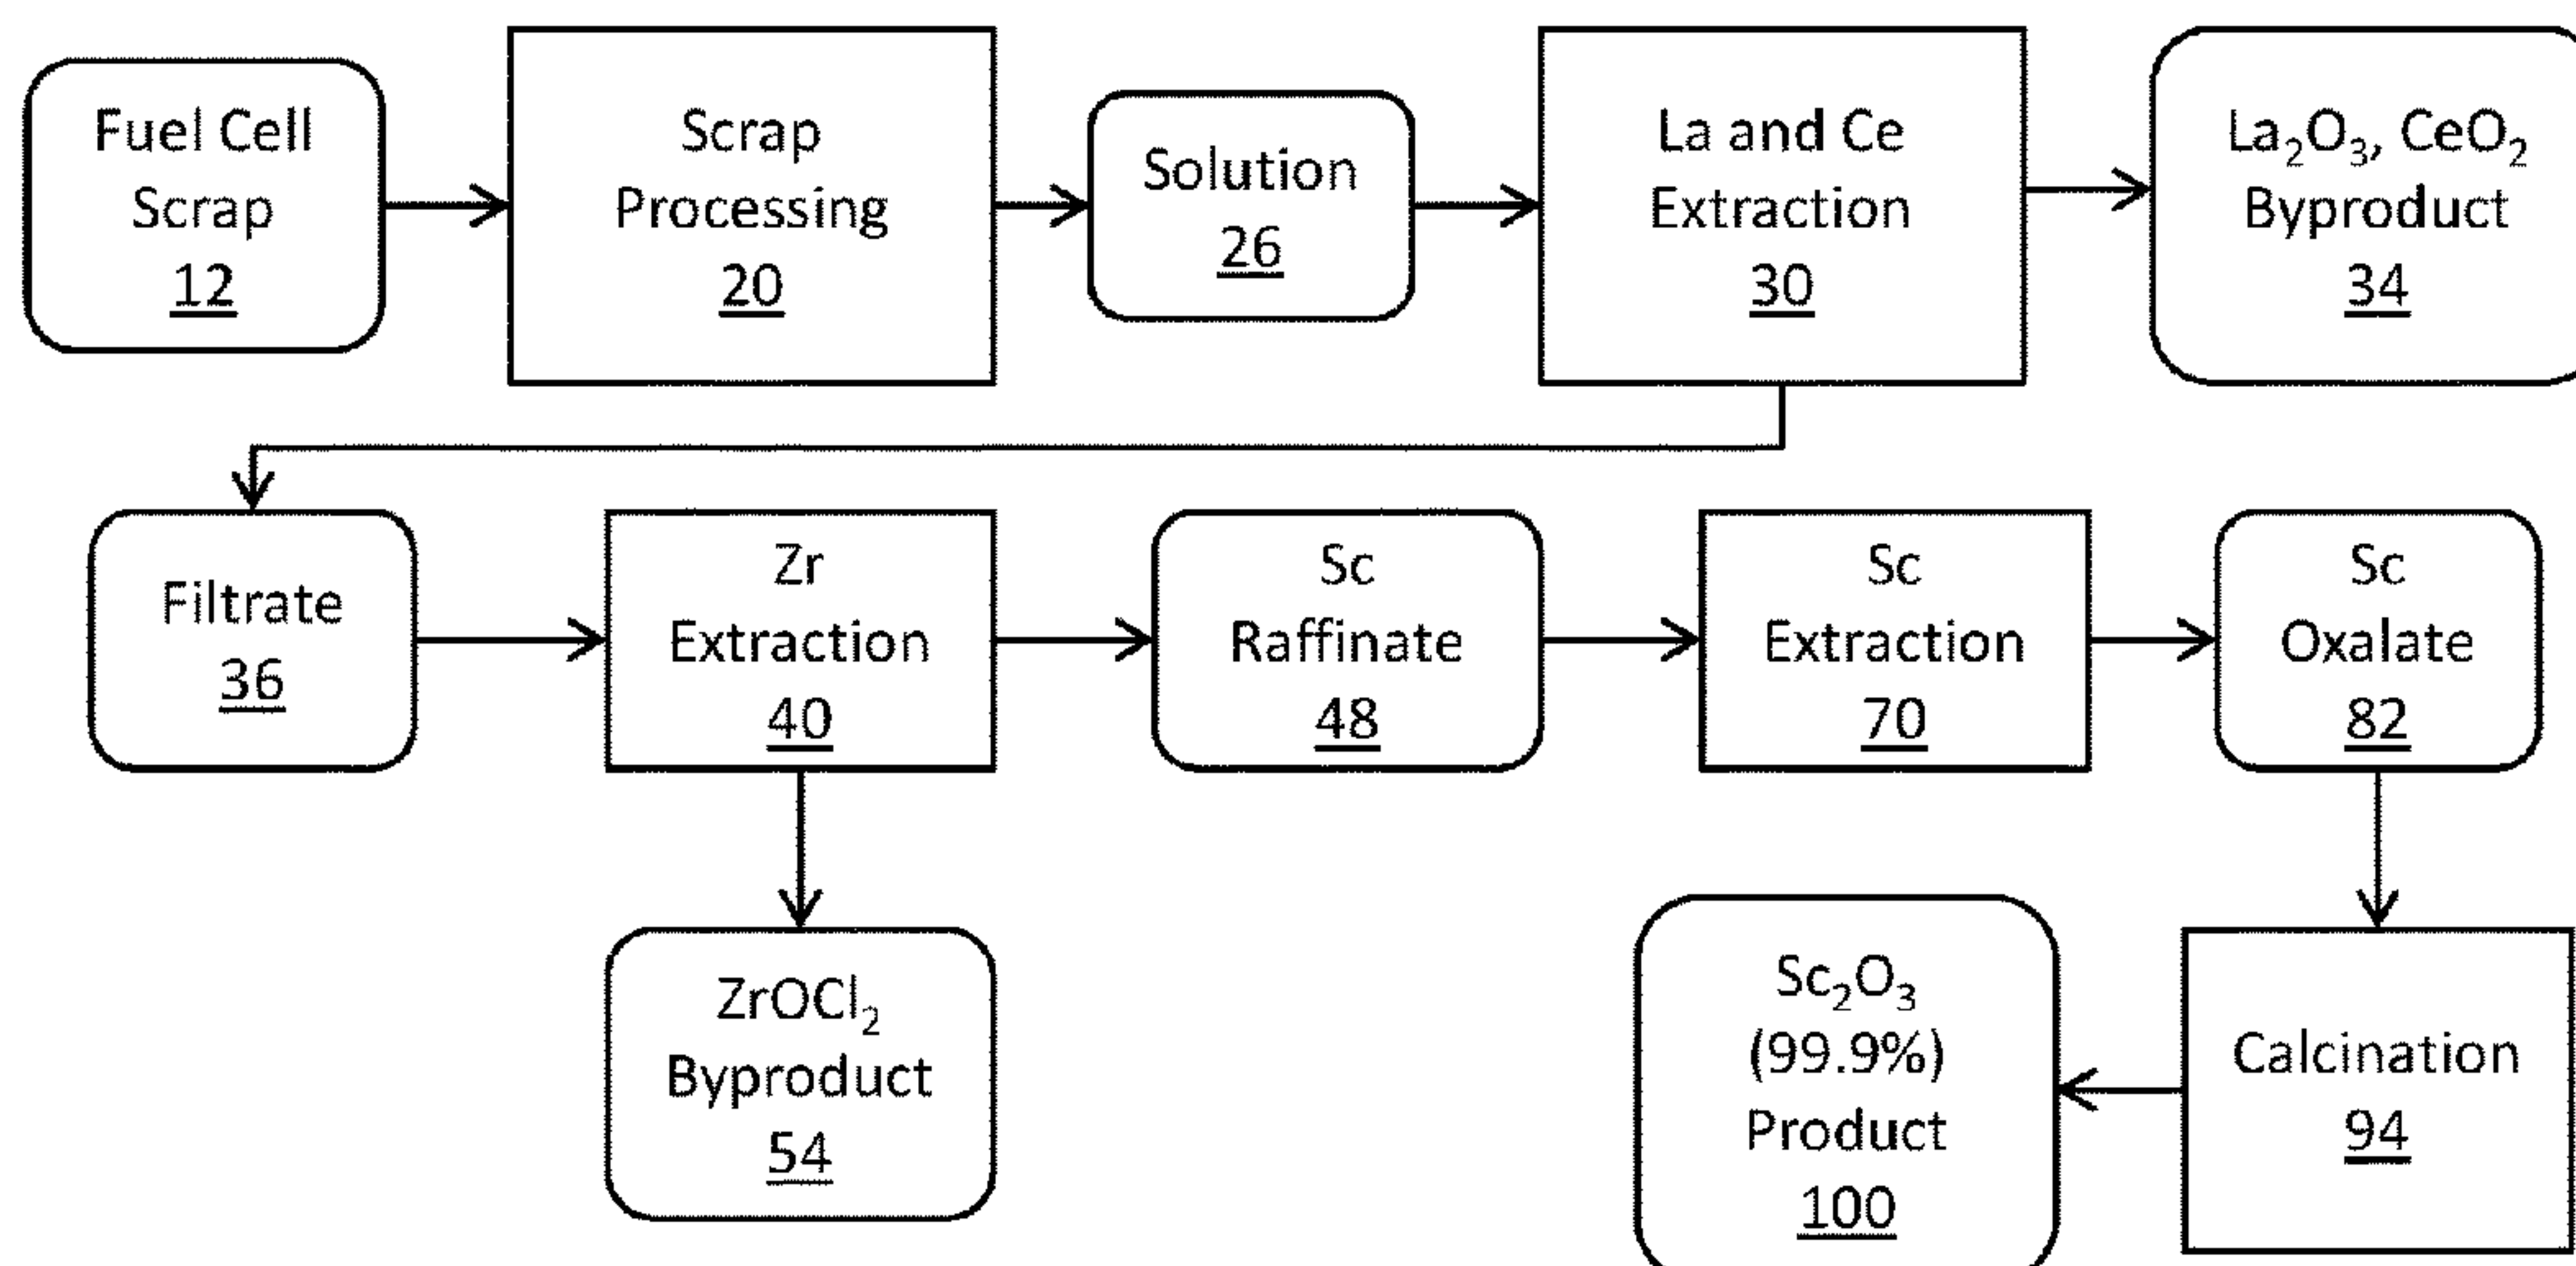 Fuel Cell
Scrap
12
Scrap
Processing
20
Solution
26
La and Ce
Extraction
30
La₂O₃, CeO₂
Byproduct
34
Filtrate
36
Zr
Extraction
40
Sc
Raffinate
48
Sc
Extraction
70
Sc
Oxalate
82
ZrOCl₂
Byproduct
54
Sc₂O₃
(99.9%)
Product
100
Calcination
94